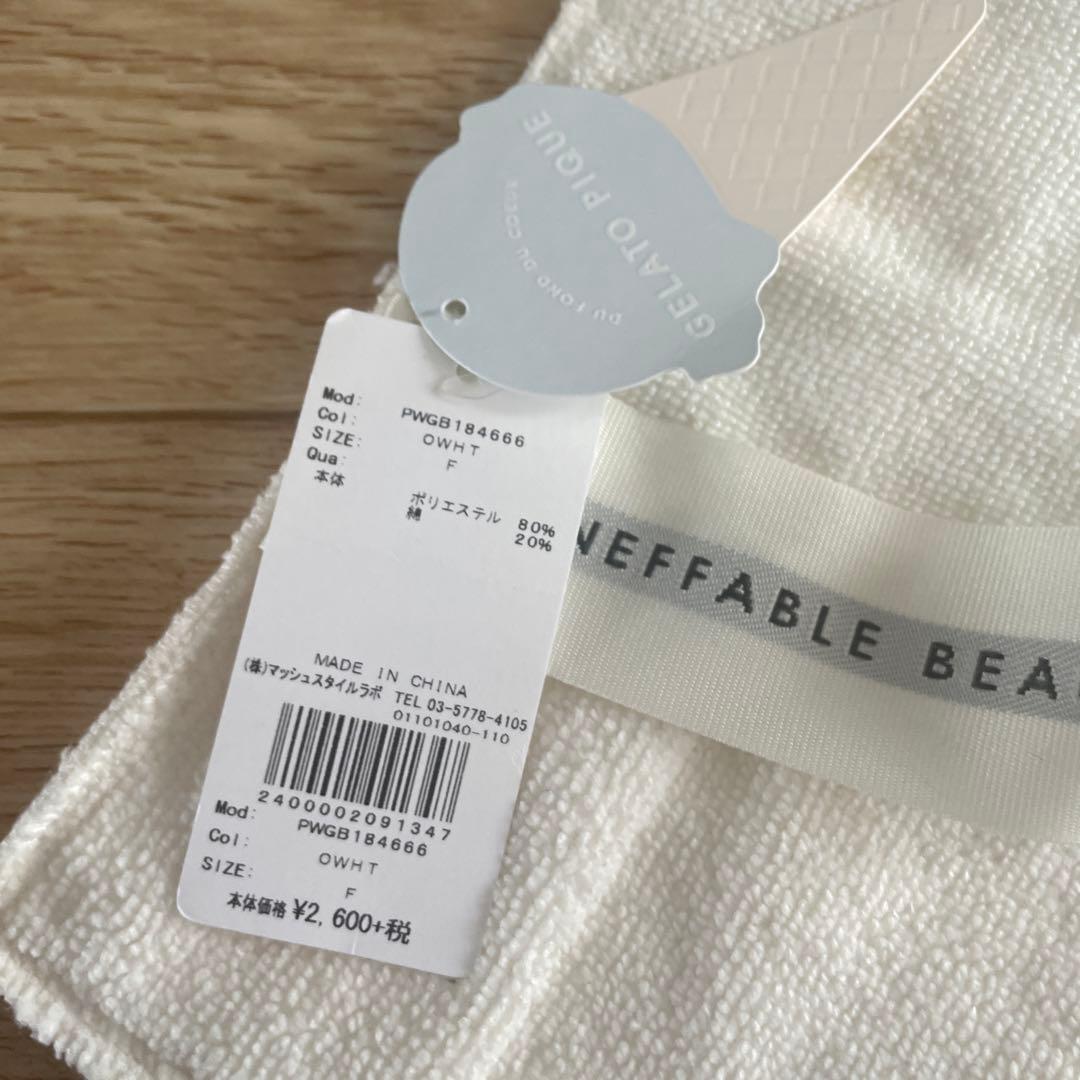 GELATO PIQUE
DU FOND DU CŒUR
Mod: PWGB184666
Col: OWHT
SIZE: F
Qua:
本体
ポリエステル 80%
綿 20%
MADE IN CHINA
(株)マッシュスタイルラボ TEL 03-5778-4105
01101040-110
2400002091347
Mod: PWGB184666
Col: OWHT
SIZE: F
本体価格 ¥2,600+税
NEFFABLE BEA